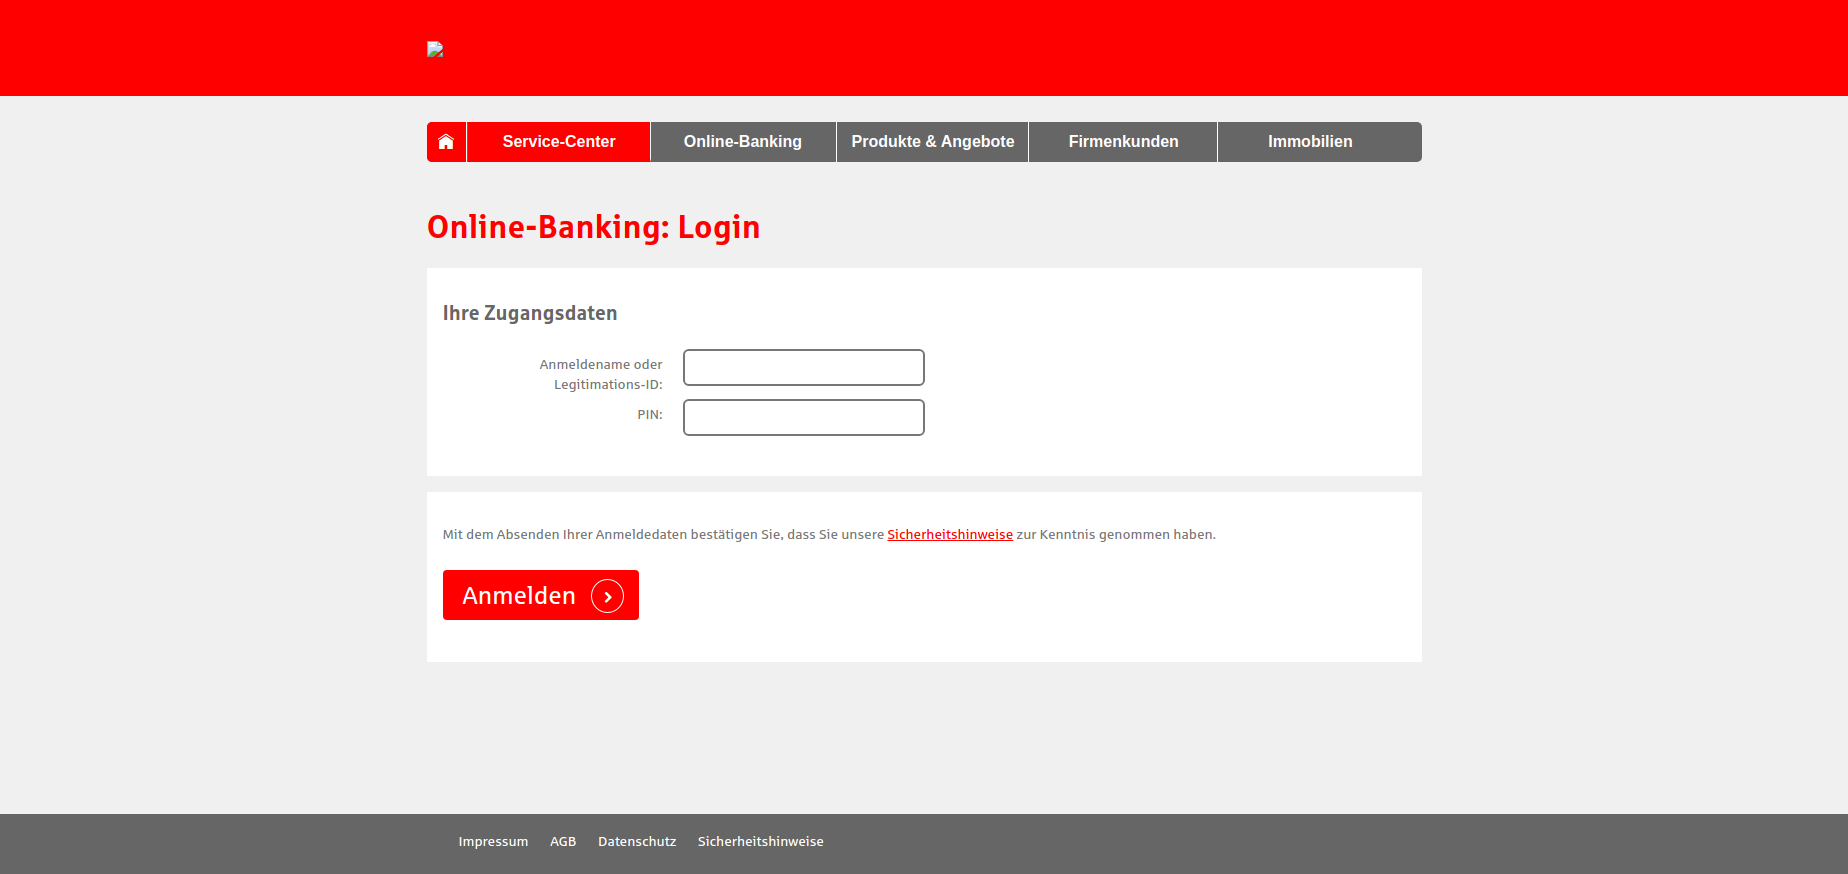 Service-Center Online-Banking Produkte & Angebote Firmenkunden Immobilien
Online-Banking: Login
Ihre Zugangsdaten
Anmeldename oder
Legitimations-ID:
PIN:
Mit dem Absenden Ihrer Anmeldedaten bestätigen Sie, dass Sie unsere Sicherheitshinweise zur Kenntnis genommen haben.
Anmelden
Impressum AGB Datenschutz Sicherheitshinweise